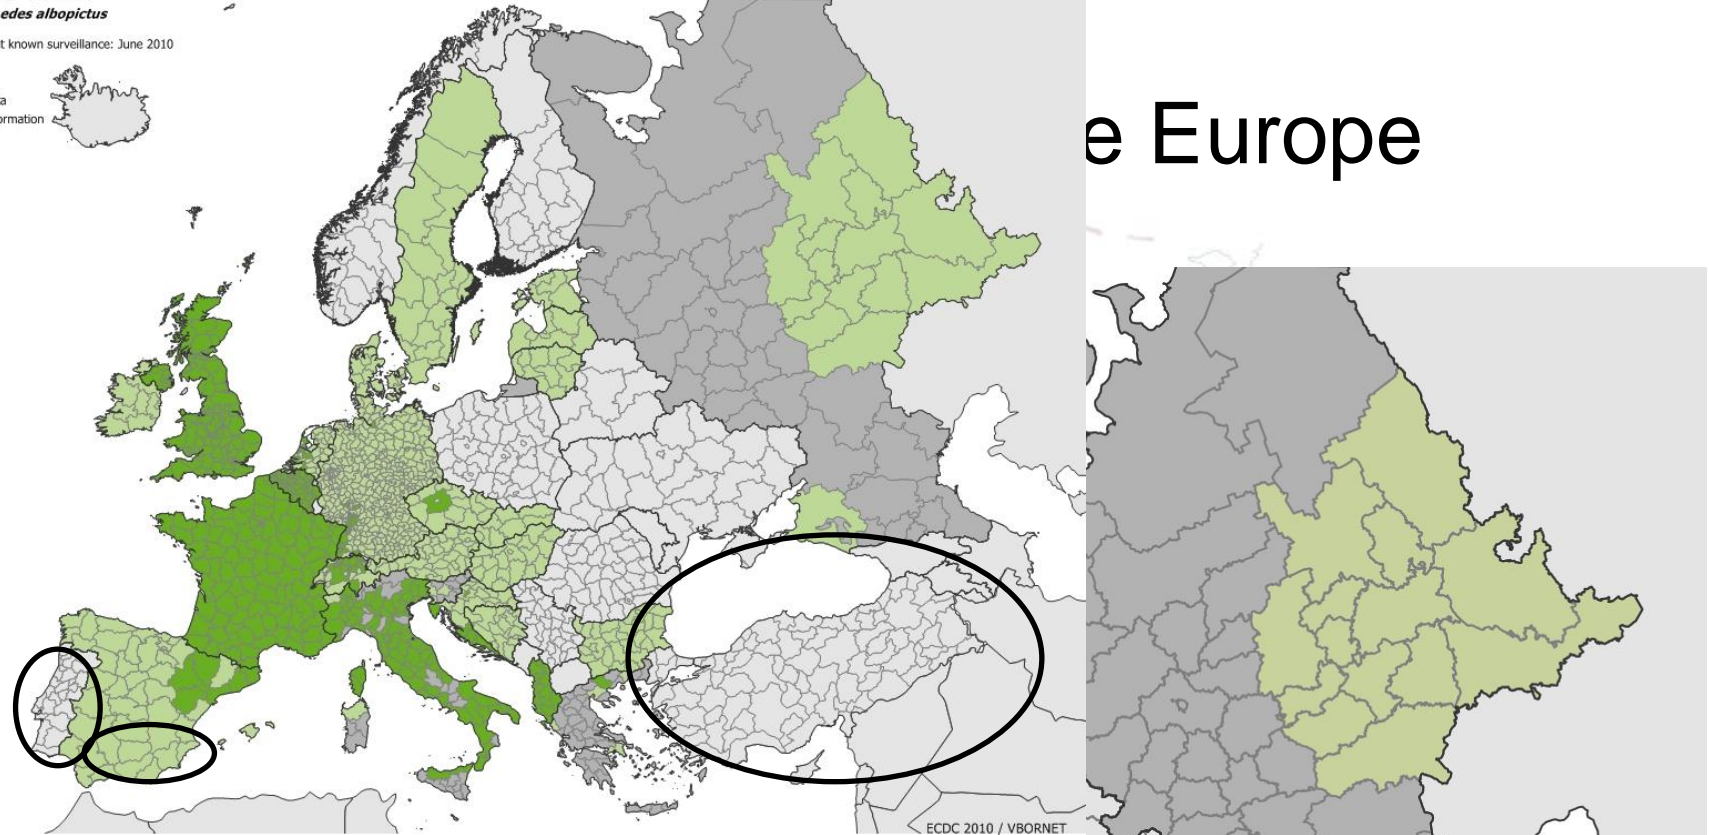 edes albopictus
t known surveillance: June 2010
a
ormation
e Europe
ECDC 2010 / VBORNET